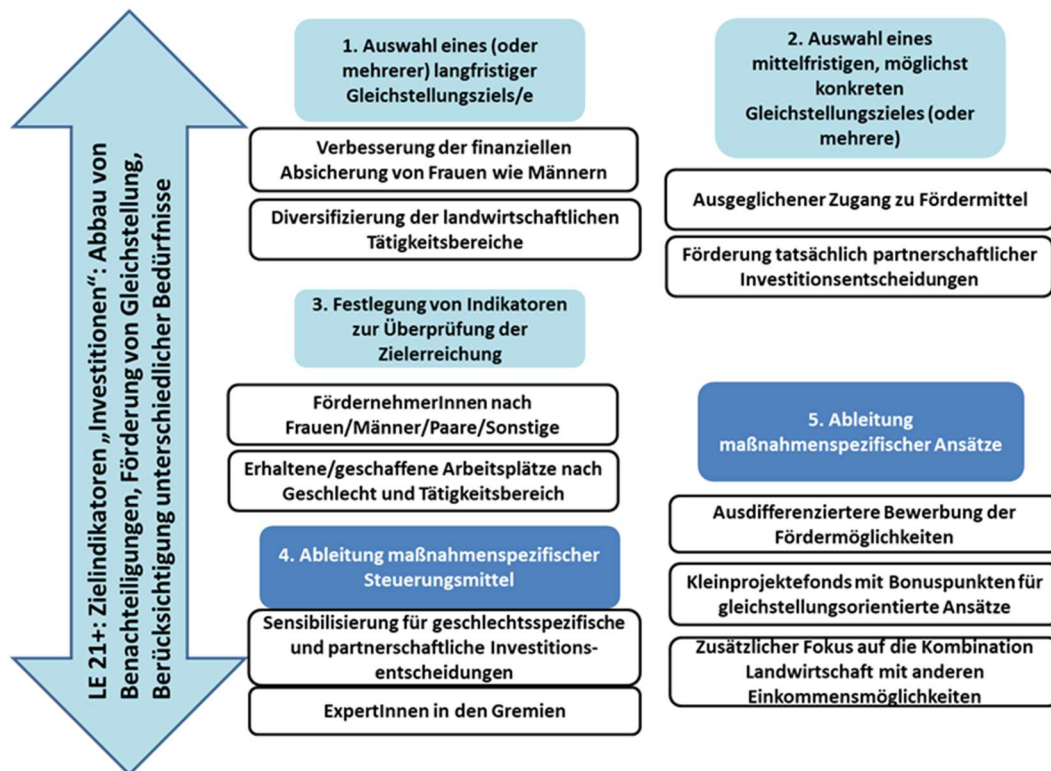 LE 21+: Zielindikatoren „Investitionen“: Abbau von
Benachteiligungen, Förderung von Gleichstellung,
Berücksichtigung unterschiedlicher Bedürfnisse
1. Auswahl eines (oder
mehrerer) langfristiger
Gleichstellungsziels/e
Verbesserung der finanziellen
Absicherung von Frauen wie Männern
Diversifizierung der landwirtschaftlichen
Tätigkeitsbereiche
2. Auswahl eines
mittelfristigen, möglichst
konkreten
Gleichstellungszieles (oder
mehrere)
Ausgeglichener Zugang zu Fördermittel
Förderung tatsächlich partnerschaftlicher
Investitionsentscheidungen
3. Festlegung von Indikatoren
zur Überprüfung der
Zielerreichung
FördernehmerInnen nach
Frauen/Männer/Paare/Sonstige
Erhaltene/geschaffene Arbeitsplätze nach
Geschlecht und Tätigkeitsbereich
4. Ableitung maßnahmenspezifischer
Steuerungsmittel
Sensibilisierung für geschlechtsspezifische
und partnerschaftliche Investitions-
entscheidungen
ExpertInnen in den Gremien
5. Ableitung
maßnahmenspezifischer Ansätze
Ausdifferenziertere Bewerbung der
Fördermöglichkeiten
Kleinprojektefonds mit Bonuspunkten für
gleichstellungsorientierte Ansätze
Zusätzlicher Fokus auf die Kombination
Landwirtschaft mit anderen
Einkommensmöglichkeiten